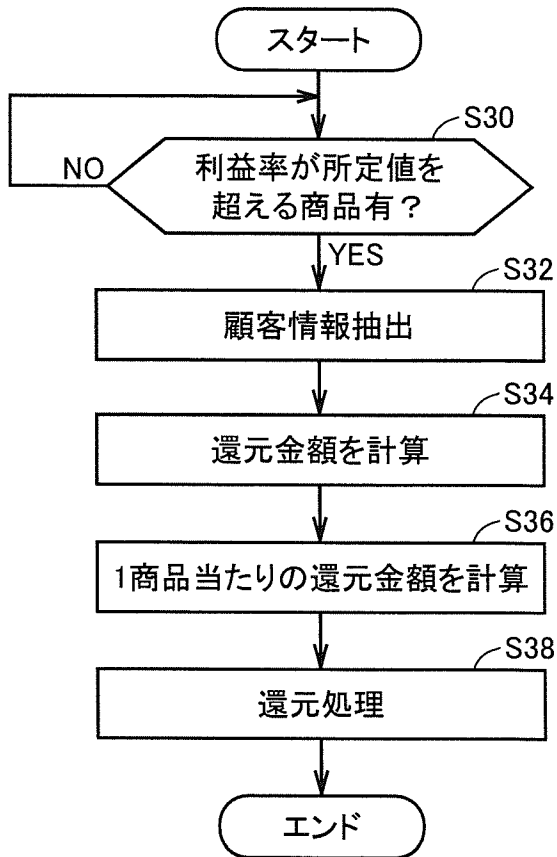 スタート
S30
利益率が所定値を
超える商品有？
NO
YES
S32
顧客情報抽出
S34
還元金額を計算
S36
1商品当たりの還元金額を計算
S38
還元処理
エンド